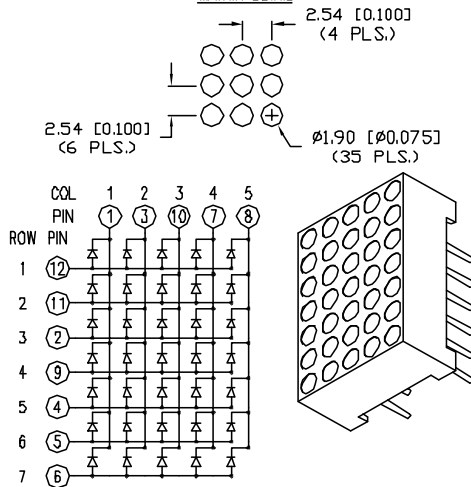 2.54 [0.100]
(4 PLS.)
2.54 [0.100]
(6 PLS.)
ø1.90 [ø0.075]
(35 PLS.)
COL 1 2 3 4 5
PIN 1 3 10 7 8
ROW PIN
1 12
2 11
3 2
4 9
5 4
6 5
7 6